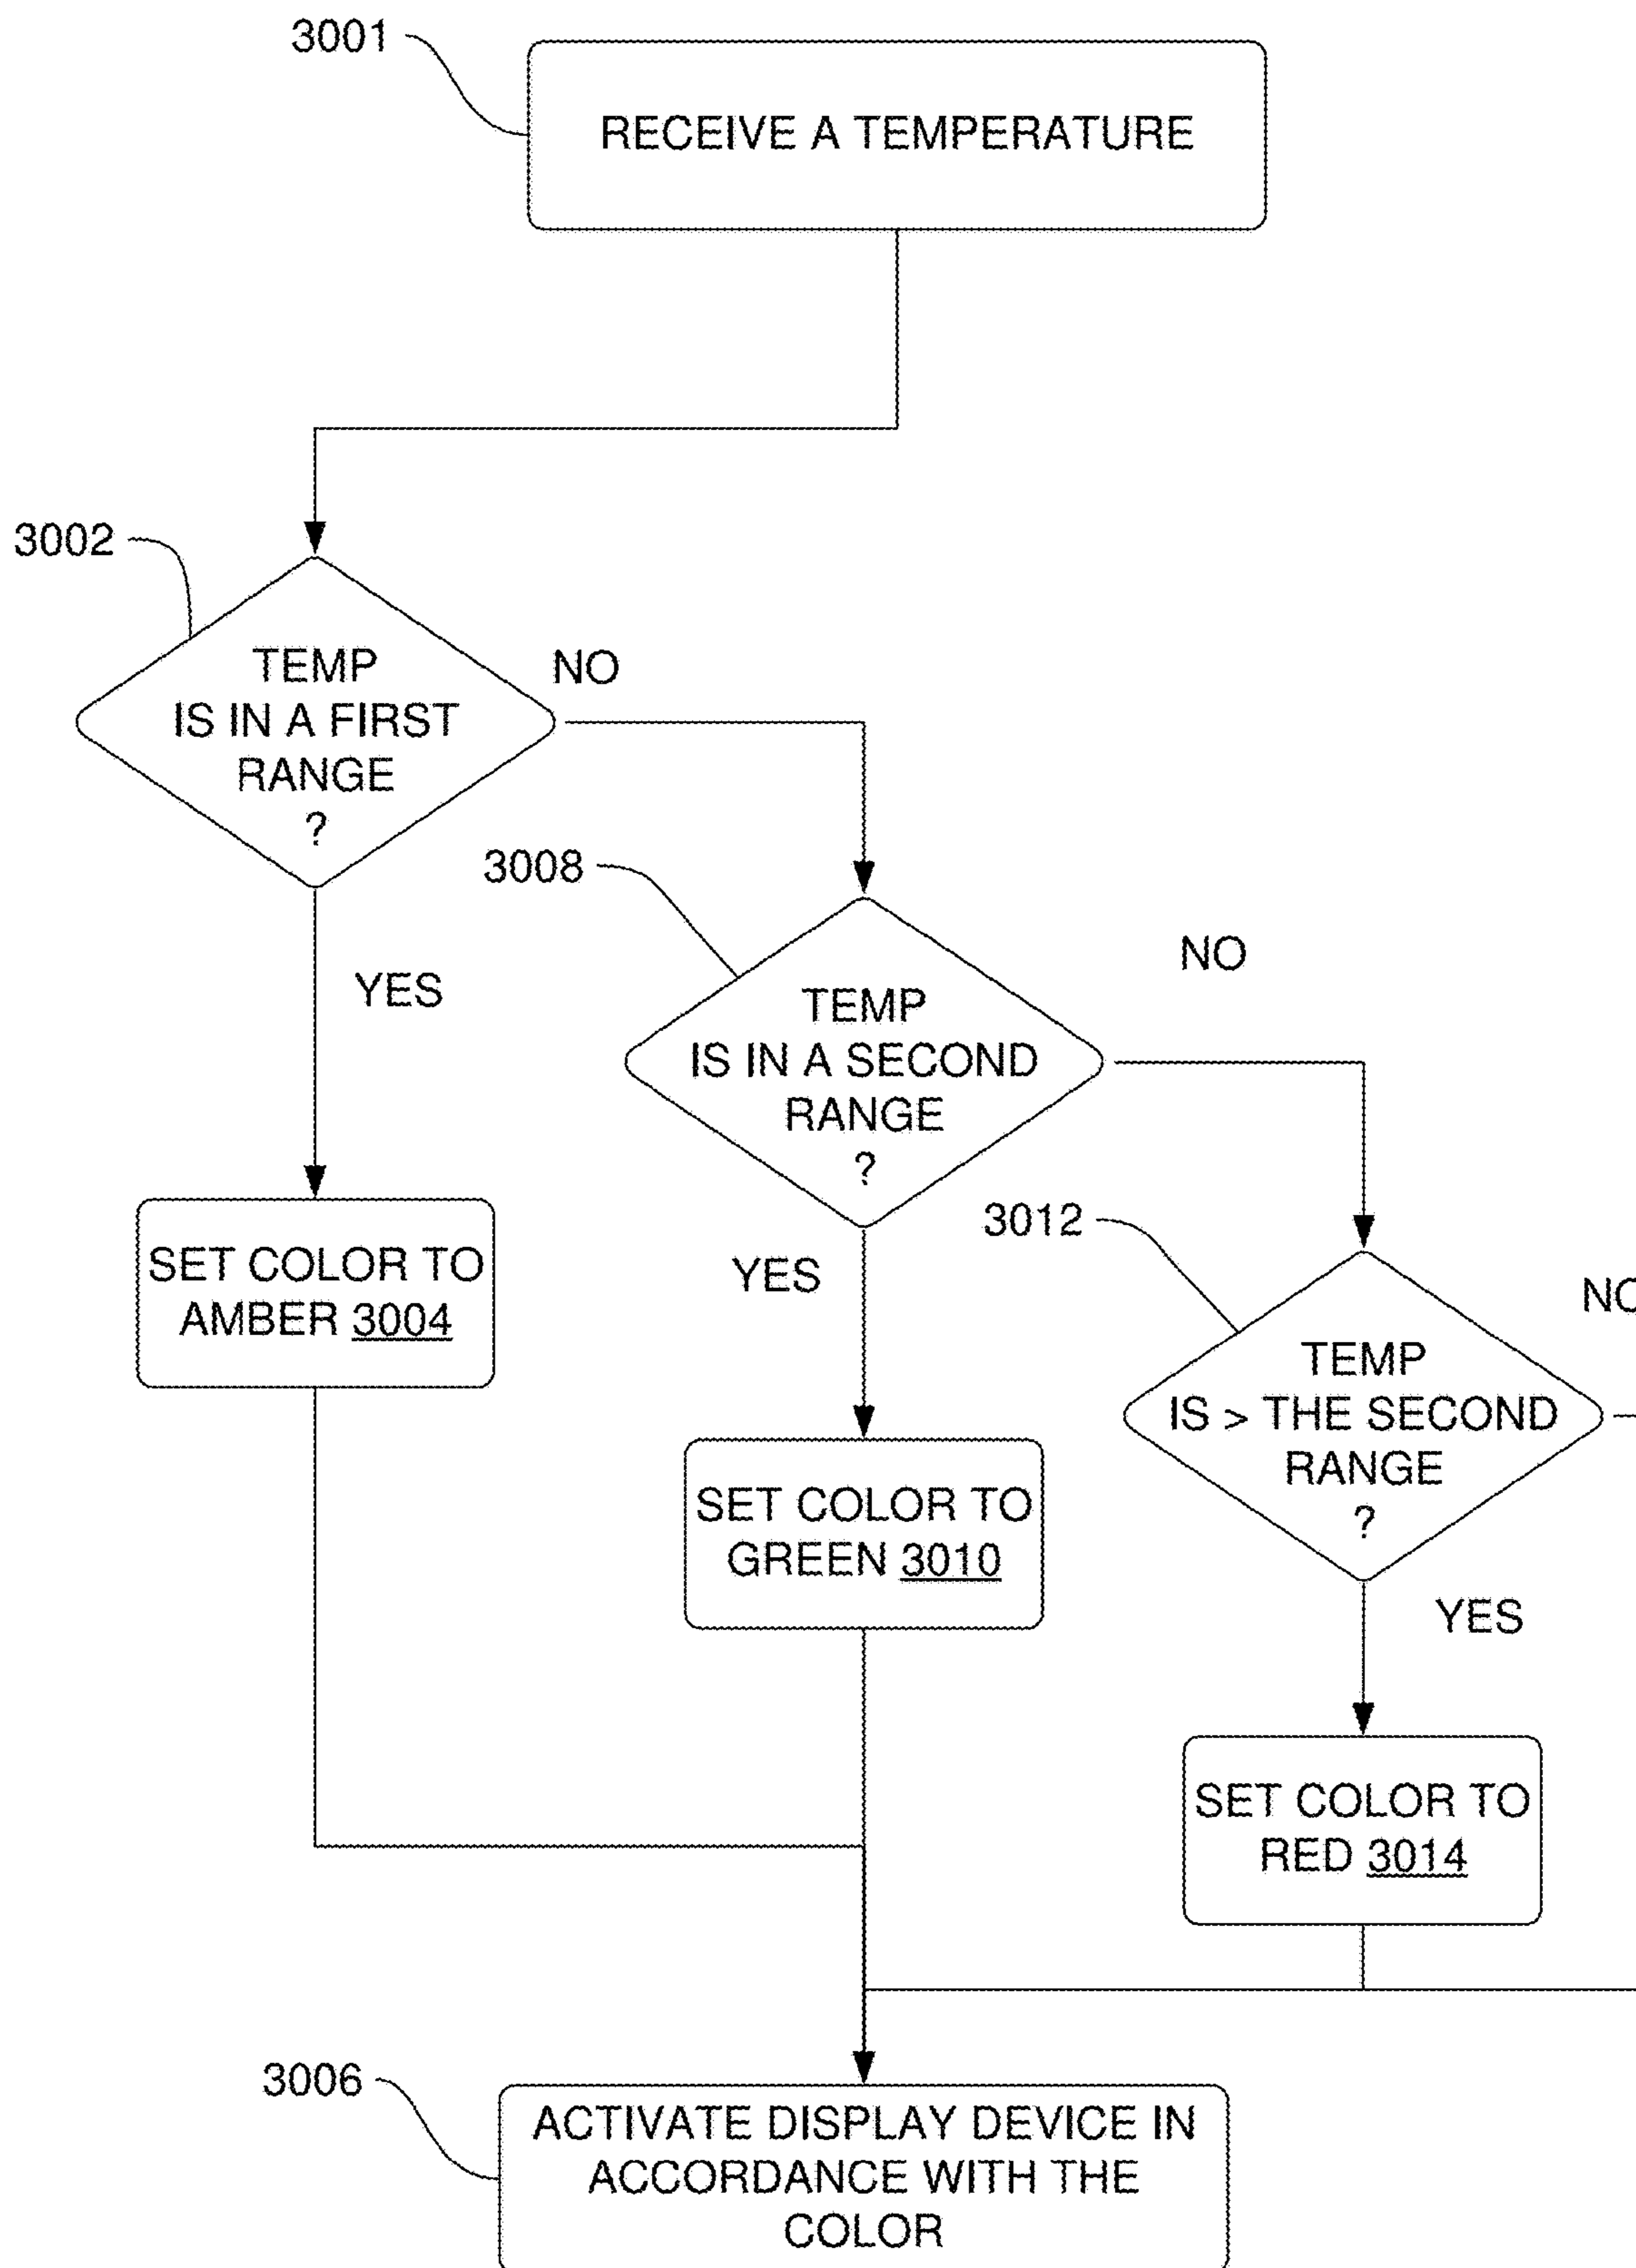 3001
RECEIVE A TEMPERATURE
3002
TEMP
IS IN A FIRST
RANGE
?
NO
YES
3008
TEMP
IS IN A SECOND
RANGE
?
NO
YES
SET COLOR TO
AMBER 3004
3012
TEMP
IS > THE SECOND
RANGE
?
NO
YES
SET COLOR TO
GREEN 3010
SET COLOR TO
RED 3014
3006
ACTIVATE DISPLAY DEVICE IN
ACCORDANCE WITH THE
COLOR